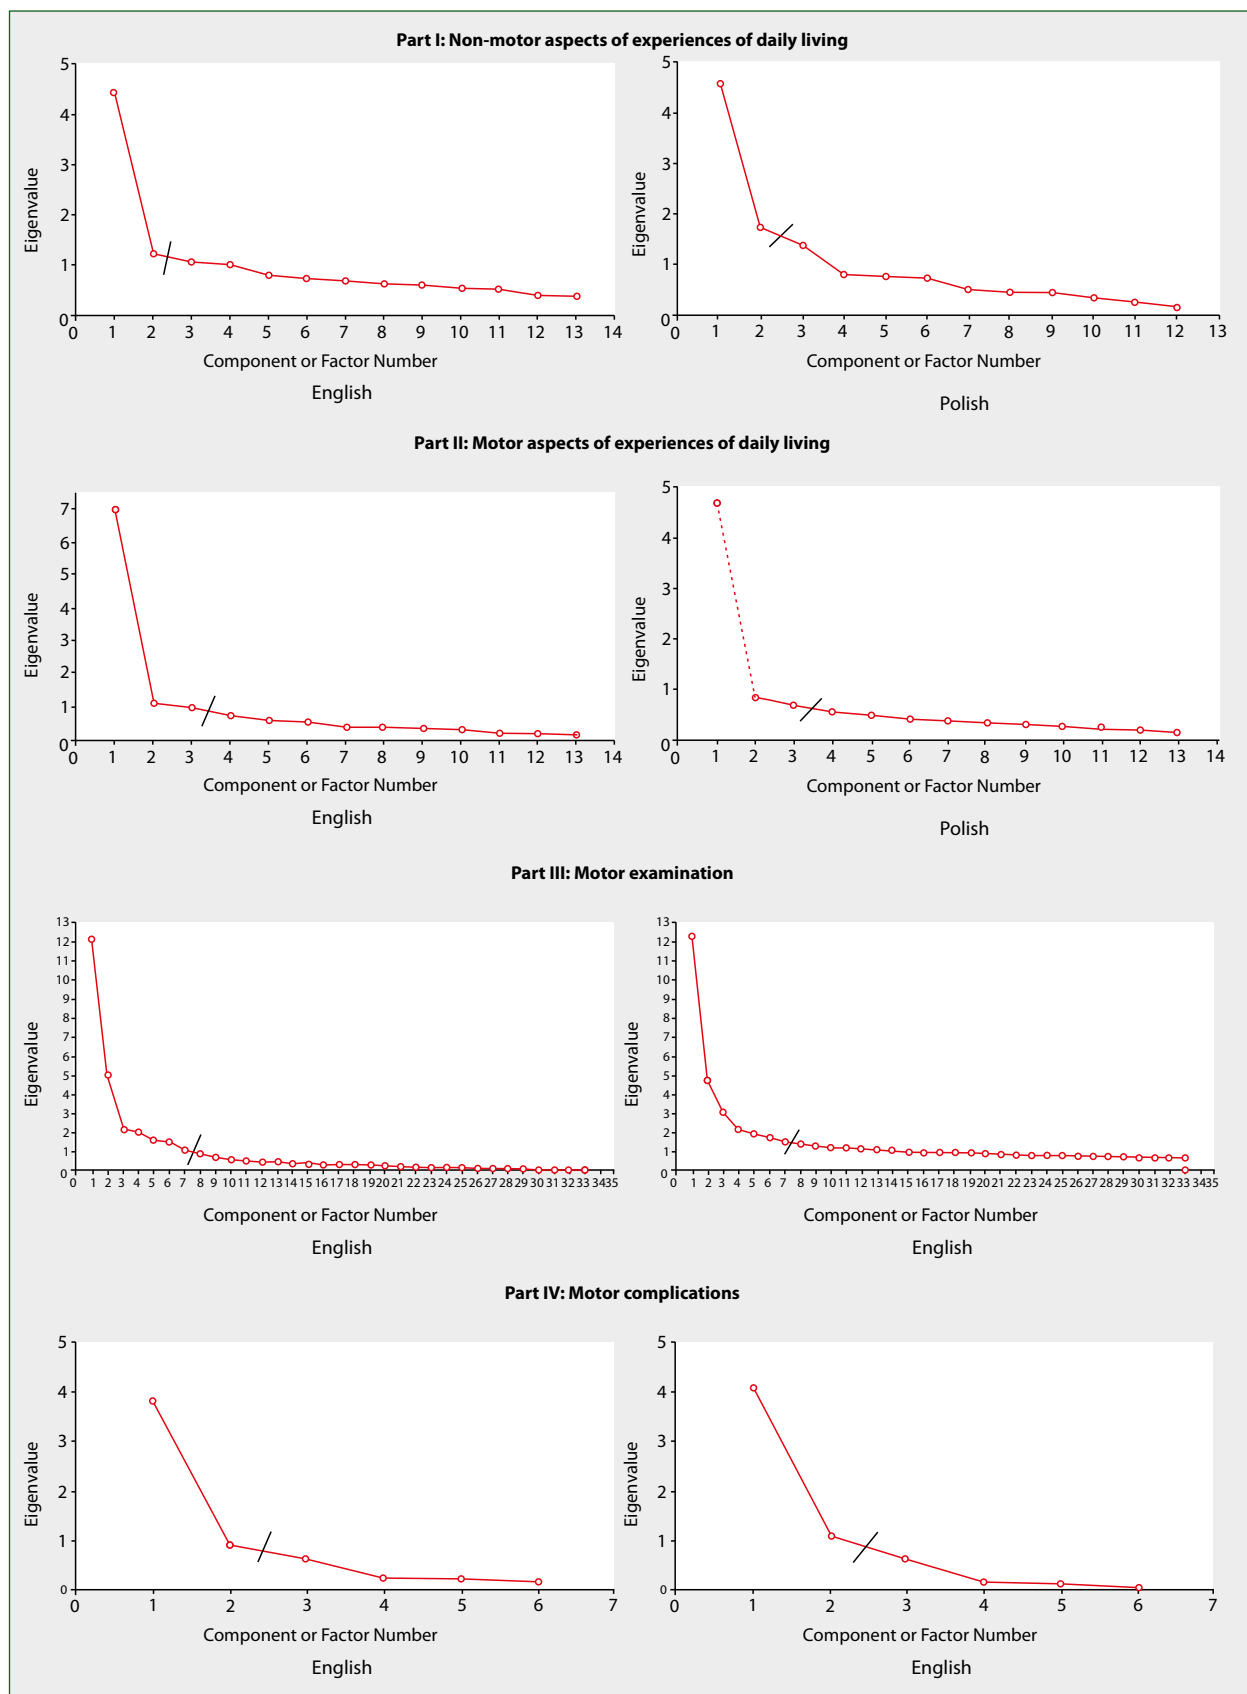 Part I: Non-motor aspects of experiences of daily living
5
4
3
2
1
0
Eigenvalue
0 1 2 3 4 5 6 7 8 9 10 11 12 13 14
Component or Factor Number
English
5
4
3
2
1
0
Eigenvalue
0 1 2 3 4 5 6 7 8 9 10 11 12 13
Component or Factor Number
Polish
Part II: Motor aspects of experiences of daily living
7
6
5
4
3
2
1
0
Eigenvalue
0 1 2 3 4 5 6 7 8 9 10 11 12 13 14
Component or Factor Number
English
5
4
3
2
1
0
Eigenvalue
0 1 2 3 4 5 6 7 8 9 10 11 12 13 14
Component or Factor Number
Polish
Part III: Motor examination
13
12
11
10
9
8
7
6
5
4
3
2
1
0
Eigenvalue
0 1 2 3 4 5 6 7 8 9 10 11 12 13 14 15 16 17 18 19 20 21 22 23 24 25 26 27 28 29 30 31 32 33 34 35
Component or Factor Number
English
13
12
11
10
9
8
7
6
5
4
3
2
1
0
Eigenvalue
0 1 2 3 4 5 6 7 8 9 10 11 12 13 14 15 16 17 18 19 20 21 22 23 24 25 26 27 28 29 30 31 32 33 34 35
Component or Factor Number
English
Part IV: Motor complications
5
4
3
2
1
0
Eigenvalue
0 1 2 3 4 5 6 7
Component or Factor Number
English
5
4
3
2
1
0
Eigenvalue
0 1 2 3 4 5 6 7
Component or Factor Number
English